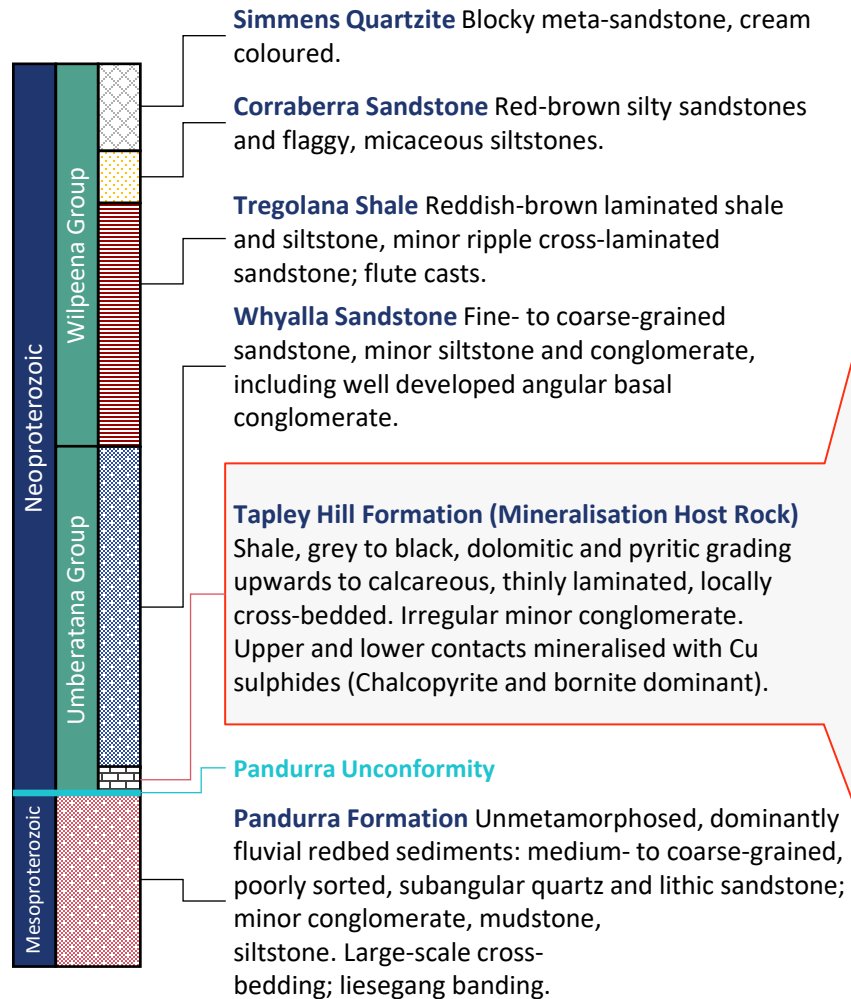 Simmens Quartzite Blocky meta-sandstone, cream
coloured.
Corraberra Sandstone Red-brown silty sandstones
and flaggy, micaceous siltstones.
Tregolana Shale Reddish-brown laminated shale
and siltstone, minor ripple cross-laminated
sandstone; flute casts.
Whyalla Sandstone Fine- to coarse-grained
sandstone, minor siltstone and conglomerate,
including well developed angular basal
conglomerate.
Tapley Hill Formation (Mineralisation Host Rock)
Shale, grey to black, dolomitic and pyritic grading
upwards to calcareous, thinly laminated, locally
cross-bedded. Irregular minor conglomerate.
Upper and lower contacts mineralised with Cu
sulphides (Chalcopyrite and bornite dominant).
Pandurra Unconformity
Pandurra Formation Unmetamorphosed, dominantly
fluvial redbed sediments: medium- to coarse-grained,
poorly sorted, subangular quartz and lithic sandstone;
minor conglomerate, mudstone,
siltstone. Large-scale cross-
bedding; liesegang banding.
Neoproterozoic
Mesoproterozoic
Wilpeena Group
Umberatana Group